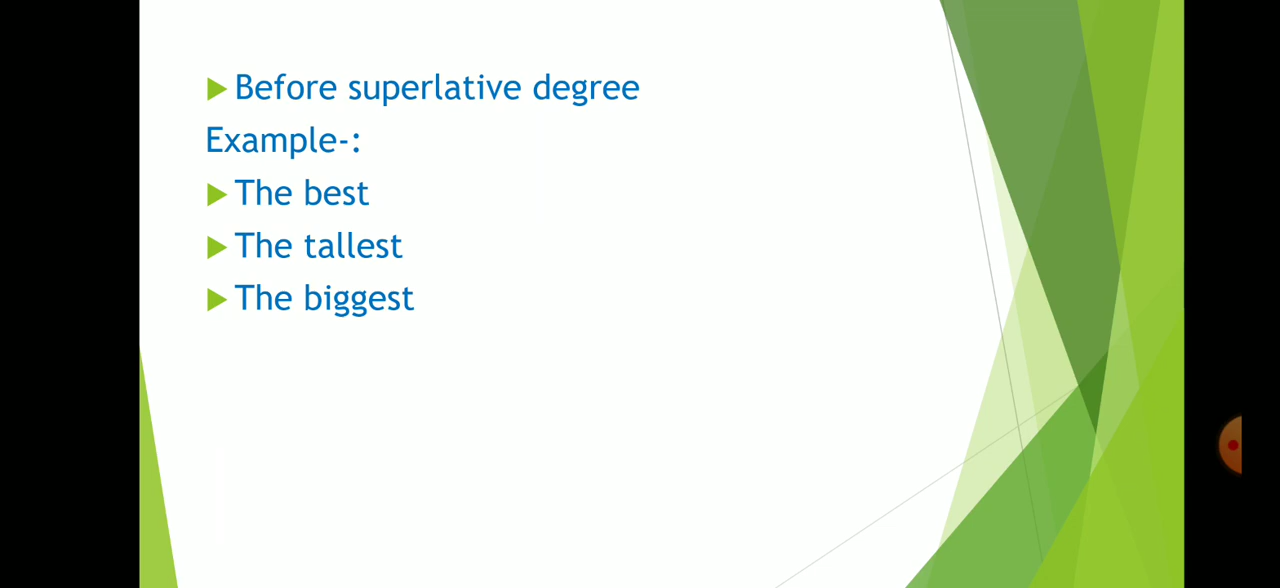 Before superlative degree
Example-:
The best
The tallest
The biggest